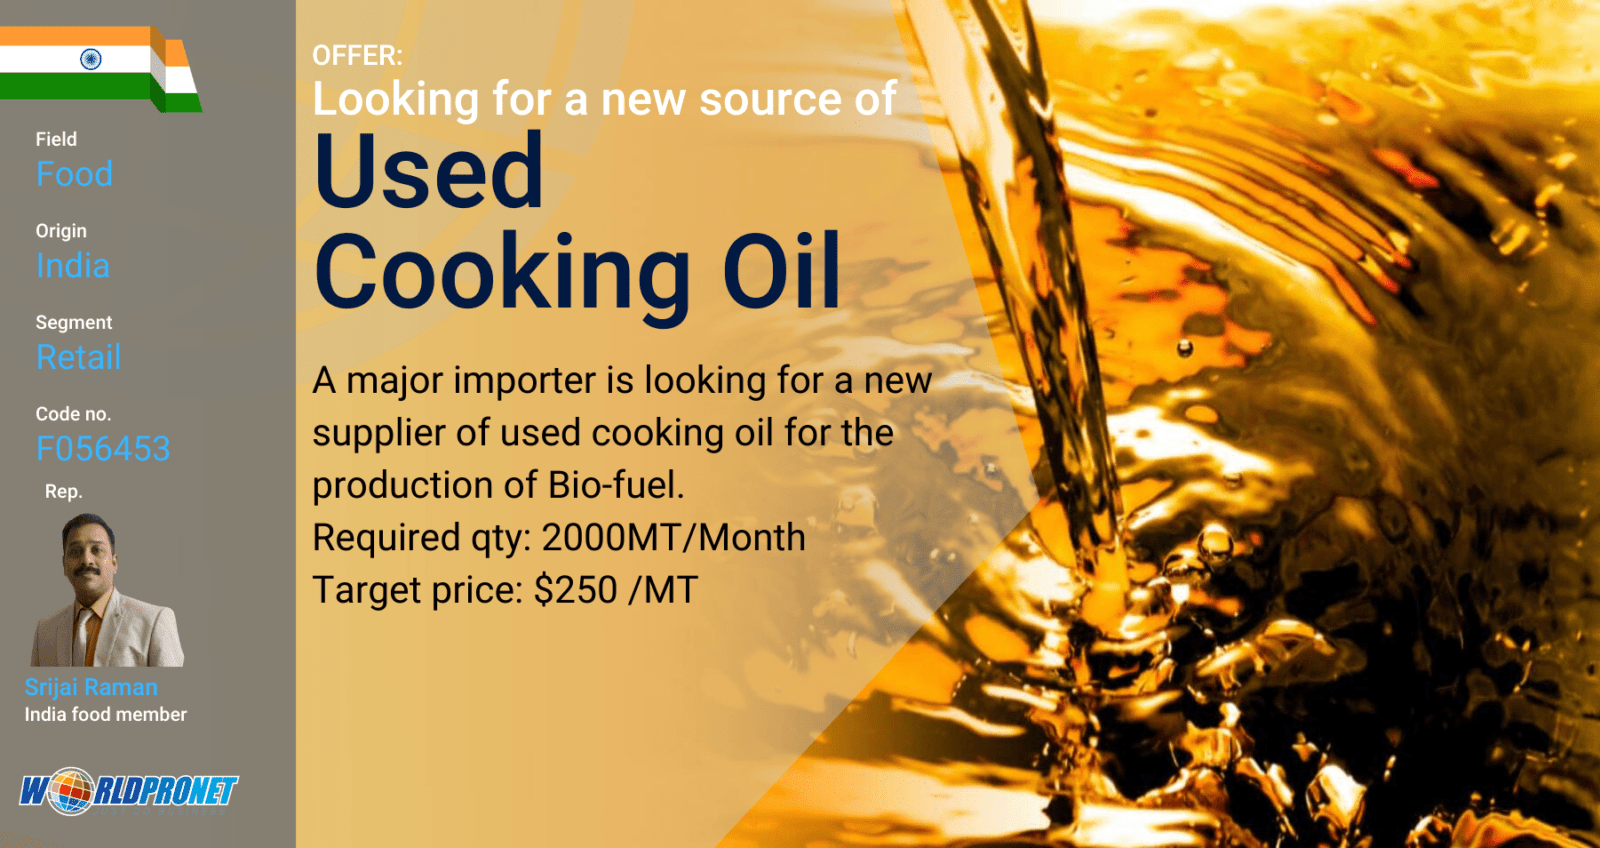 Field
Food
Origin
India
Segment
Retail
Code no.
F056453
Rep.
Srijai Raman
India food member
WORLDPRONET
OFFER:
Looking for a new source of
Used
Cooking Oil
A major importer is looking for a new
supplier of used cooking oil for the
production of Bio-fuel.
Required qty: 2000MT/Month
Target price: $250 /MT